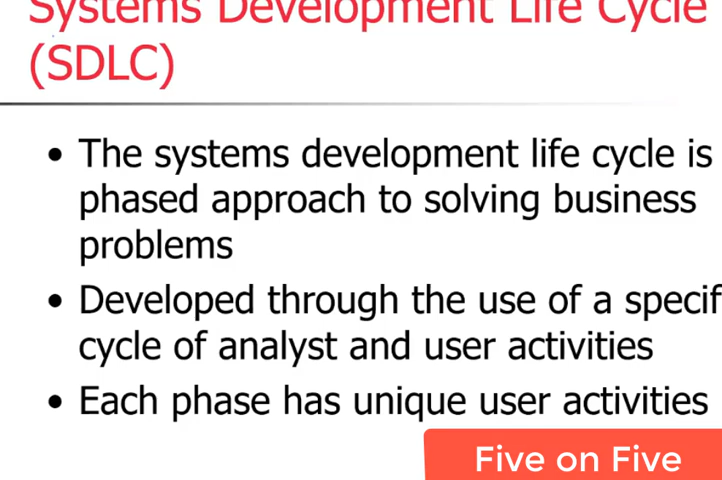 Systems Development Life Cycle
(SDLC)
• The systems development life cycle is
phased approach to solving business
problems
• Developed through the use of a specif
cycle of analyst and user activities
• Each phase has unique user activities
Five on Five